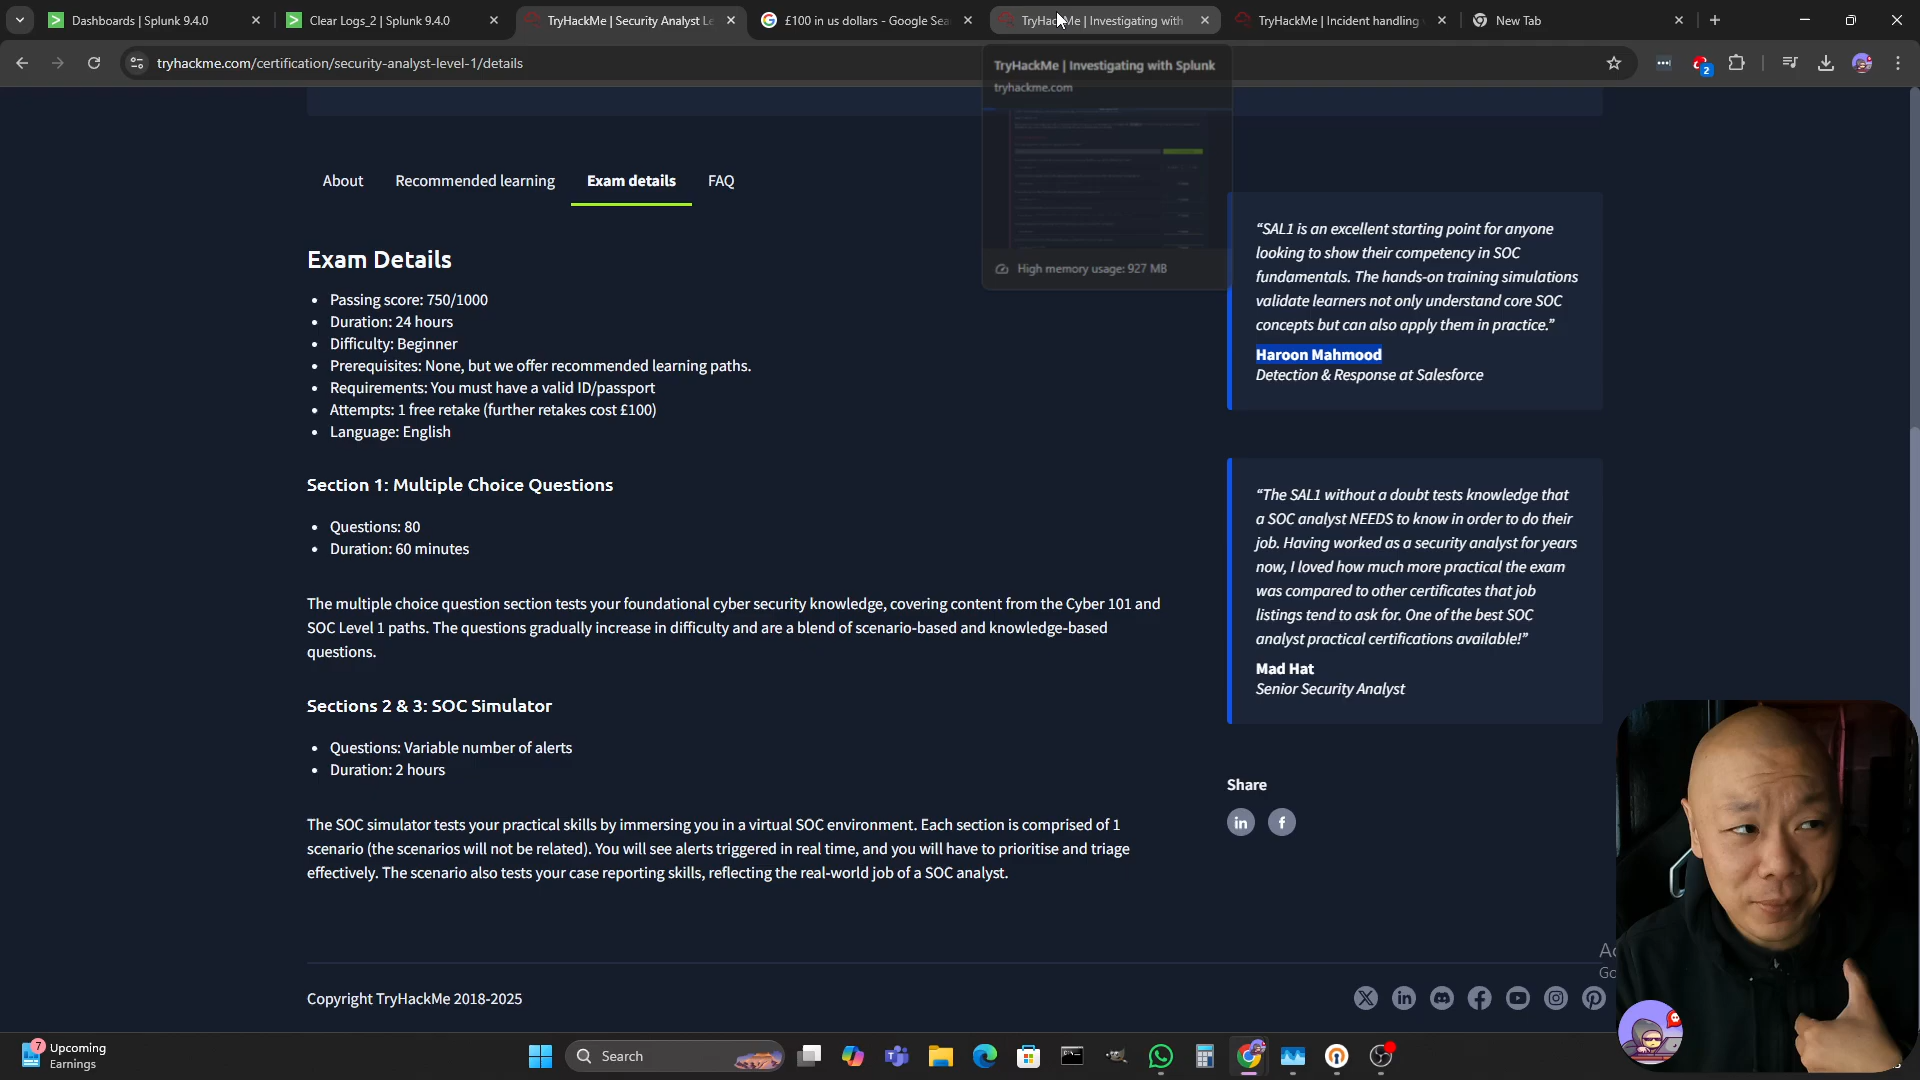 Dashboards | Splunk 9.4.0
Clear Logs_2 | Splunk 9.4.0
TryHackMe | Security Analyst Le
£100 in us dollars - Google Sea
TryHackMe | Investigating with
TryHackMe | Incident handling
New Tab
tryhackme.com/certification/security-analyst-level-1/details
2
TryHackMe | Investigating with Splunk
tryhackme.com
High memory usage: 927 MB
About
Recommended learning
Exam details
FAQ
Exam Details
• Passing score: 750/1000
• Duration: 24 hours
• Difficulty: Beginner
• Prerequisites: None, but we offer recommended learning paths.
• Requirements: You must have a valid ID/passport
• Attempts: 1 free retake (further retakes cost £100)
• Language: English
Section 1: Multiple Choice Questions
• Questions: 80
• Duration: 60 minutes
The multiple choice question section tests your foundational cyber security knowledge, covering content from the Cyber 101 and
SOC Level 1 paths. The questions gradually increase in difficulty and are a blend of scenario-based and knowledge-based
questions.
Sections 2 & 3: SOC Simulator
• Questions: Variable number of alerts
• Duration: 2 hours
The SOC simulator tests your practical skills by immersing you in a virtual SOC environment. Each section is comprised of 1
scenario (the scenarios will not be related). You will see alerts triggered in real time, and you will have to prioritise and triage
effectively. The scenario also tests your case reporting skills, reflecting the real-world job of a SOC analyst.
“SAL1 is an excellent starting point for anyone
looking to show their competency in SOC
fundamentals. The hands-on training simulations
validate learners not only understand core SOC
concepts but can also apply them in practice.”
Haroon Mahmood
Detection & Response at Salesforce
“The SAL1 without a doubt tests knowledge that
a SOC analyst NEEDS to know in order to do their
job. Having worked as a security analyst for years
now, I loved how much more practical the exam
was compared to other certificates that job
listings tend to ask for. One of the best SOC
analyst practical certifications available!”
Mad Hat
Senior Security Analyst
Share
Copyright TryHackMe 2018-2025
7
Upcoming
Earnings
Search